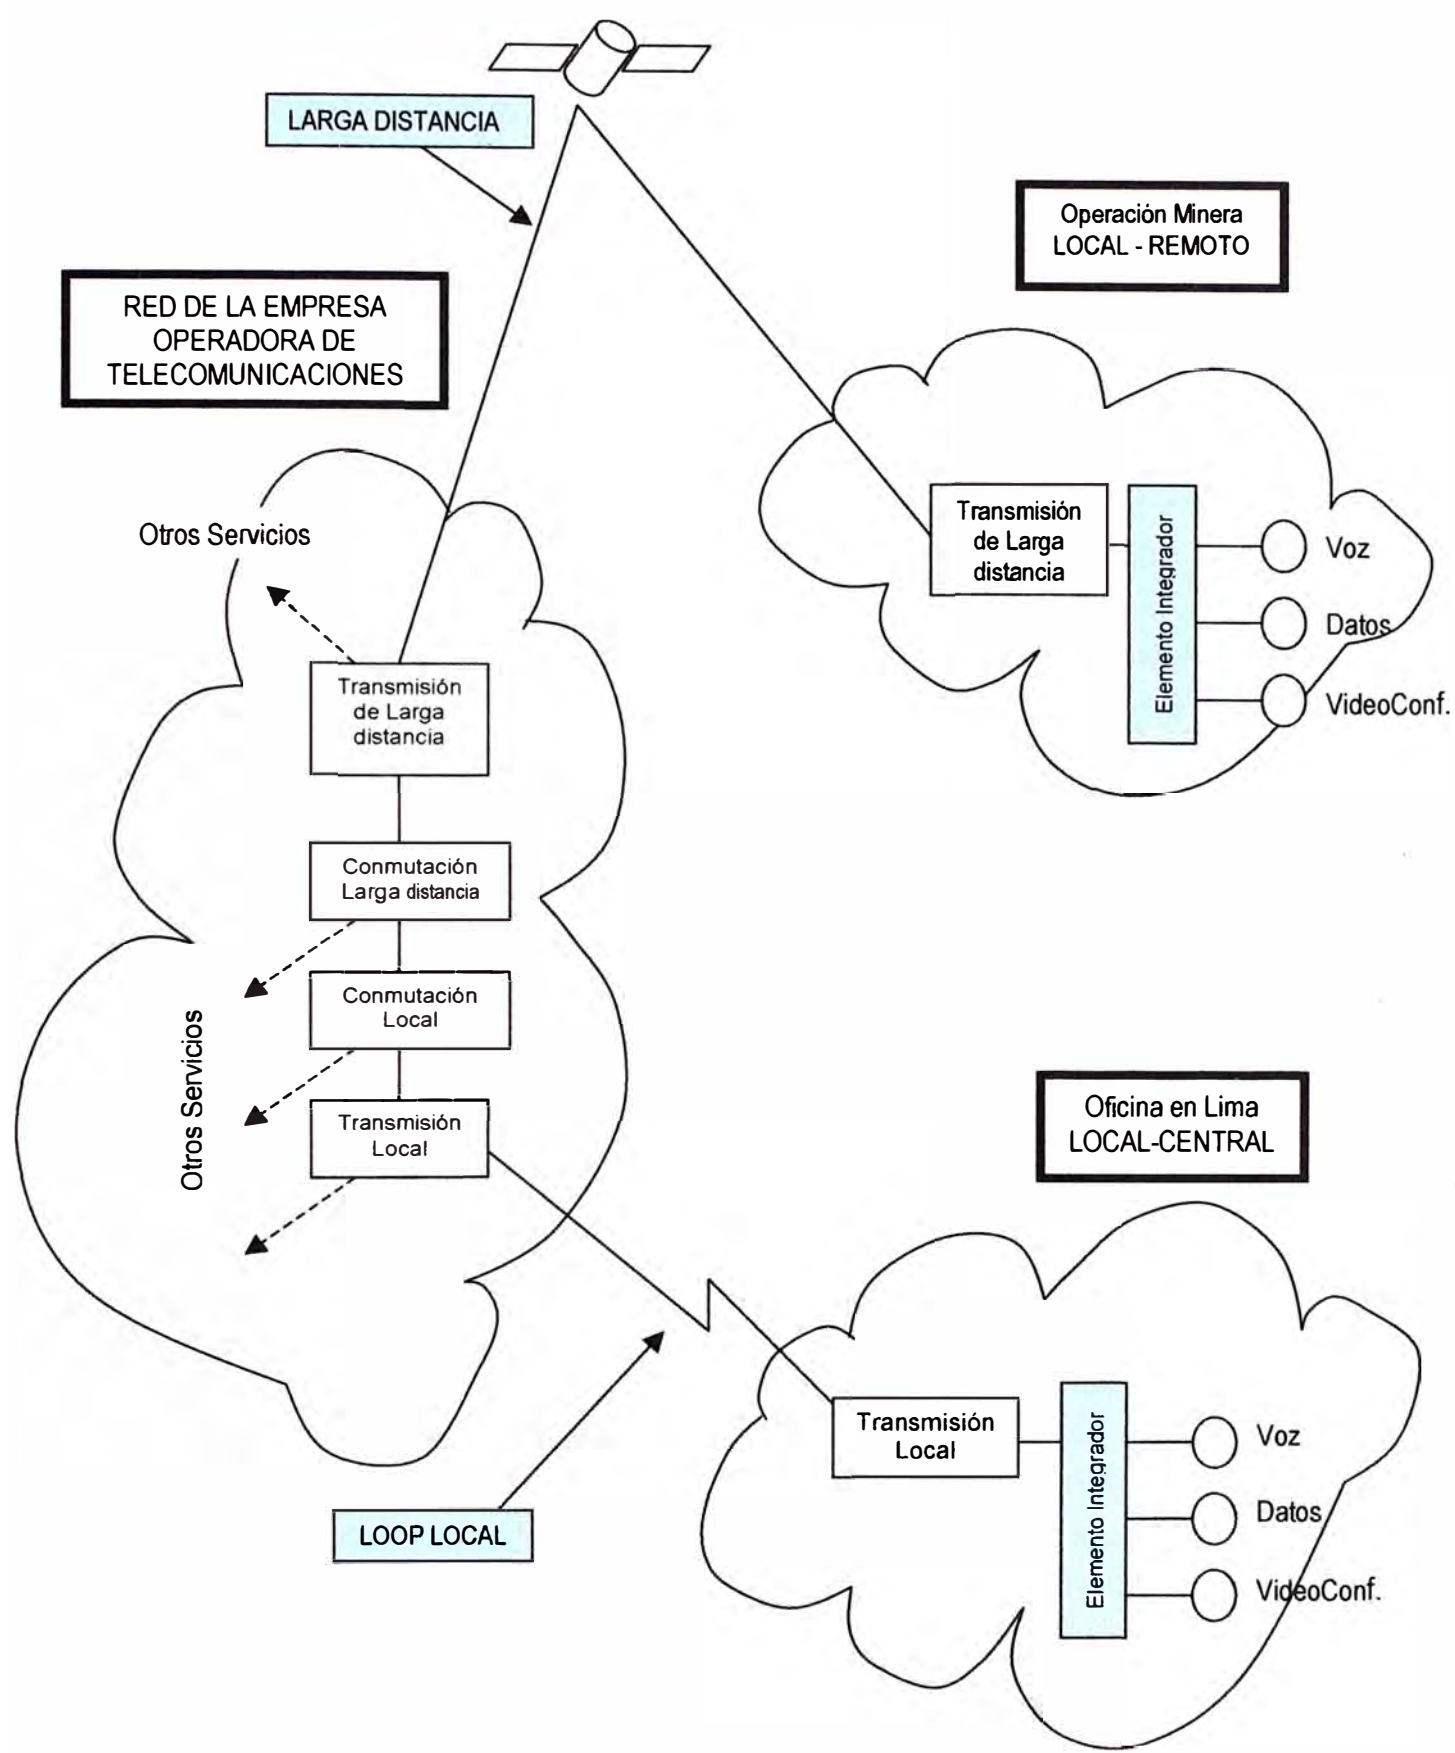 LARGA DISTANCIA
Operación Minera
LOCAL - REMOTO
RED DE LA EMPRESA
OPERADORA DE
TELECOMUNICACIONES
Otros Servicios
Transmisión
de Larga
distancia
Elemento Integrador
Voz
Datos
VideoConf.
Transmisión
de Larga
distancia
Conmutación
Larga distancia
Conmutación
Local
Transmisión
Local
Otros Servicios
Oficina en Lima
LOCAL-CENTRAL
Transmisión
Local
Elemento Integrador
Voz
Datos
VideoConf.
LOOP LOCAL